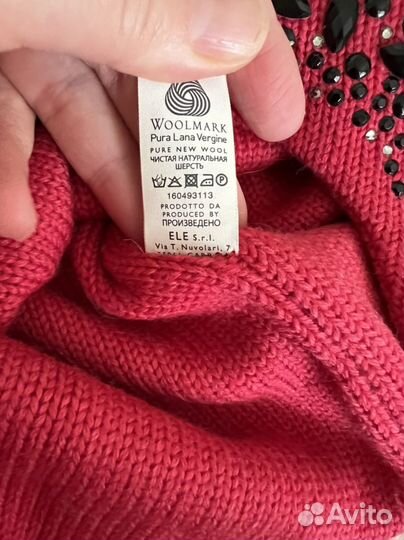 WOOLMARK
Pura Lana Vergine
PURE NEW WOOL
ЧИСТАЯ НАТУРАЛЬНАЯ
ШЕРСТЬ
160493113
PRODOTTO DA
PRODUCED BY
ПРОИЗВЕДЕНО
ELE S.r.l.
Via T. Nuvolari, 7
Avito